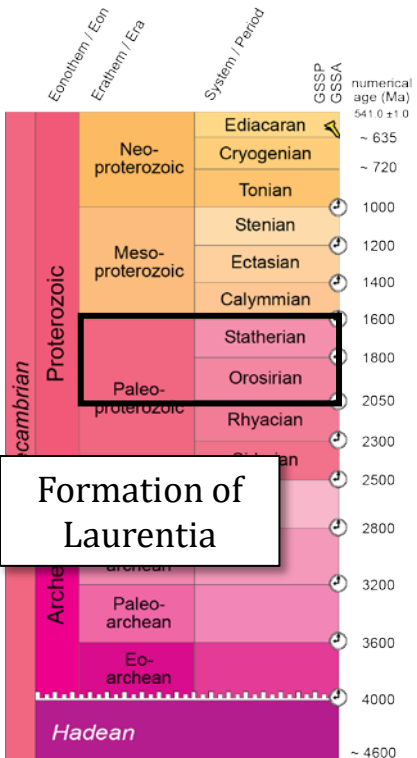 Eonothem / Eon
Erathem / Era
System / Period
GSSP
GSSA
numerical
age (Ma)
541.0 ±1.0
Ediacaran
~ 635
Neo-
proterozoic
Cryogenian
~ 720
Tonian
1000
Stenian
1200
Meso-
proterozoic
Ectasian
1400
Calymmian
1600
Proterozoic
Statherian
1800
Orosirian
2050
Paleo-
proterozoic
Rhyacian
2300
cambrian
an
2500
Formation of
Laurentia
2800
archean
3200
Arche
Paleo-
archean
3600
Eo-
archean
4000
Hadean
~ 4600